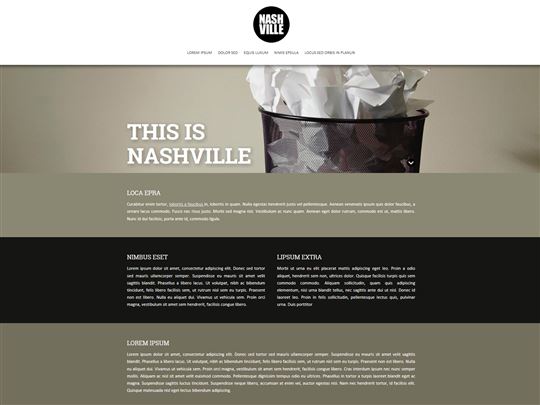 NASH
VILLE
LOREM IPSUM DOLOR SED EQUIS LUXUM NIMIS EPSULA LOCUS SED ORBIS IN PLANUM
THIS IS
NASHVILLE
LOCA EPRA
Curabitur enim tortor, lobortis a faucibus in, lobortis in quam. Nulla egestas hendrerit justo vel pellentesque. Aenean venenatis ipsum quis dolor faucibus, a
ornare lacus commodo. Fusce nec risus justo. Morbi sed magna nisl. Vestibulum ac nunc quam. Aenean eget dolor rutrum, commodo est ut, mattis libero.
Nunc id dui facilisis, porta ante id, commodo ligula.
NIMBUS ESET
Lorem ipsum dolor sit amet, consectetur adipiscing elit. Donec sed tortor
sed mauris ullamcorper semper. Suspendisse eu mauris sit amet velit
sagittis blandit. Phasellus a libero lacus. Ut volutpat, nibh ac bibendum
tincidunt, felis libero facilisis sem, ut rutrum mi sem ut turpis. Praesent
non est libero. Nulla eu aliquet dui. Vivamus ut vehicula sem. Proin orci
magna, vestibulum sit amet hendrerit sem, facilisis congue libero.
LIPSUM EXTRA
Morbi ut urna eu elit placerat mattis adipiscing eget leo. Proin a odio
aliquet, hendrerit sem non, ultrices dolor. Quisque facilisis turpis quis sem
commodo commodo. Aliquam sollicitudin, quam quis adipiscing
elementum, nisi urna blandit tellus, nec sagittis ante dui ut nisl. Donec id
laoreet leo. Proin in felis sollicitudin, pellentesque lectus quis, pulvinar
urna. Duis porttitor
LOREM IPSUM
Lorem ipsum dolor sit amet, consectetur adipiscing elit. Donec sed tortor sed mauris ullamcorper semper. Suspendisse eu mauris sit amet velit sagittis
blandit. Phasellus a libero lacus. Ut volutpat, nibh ac bibendum tincidunt, felis libero facilisis sem, ut rutrum mi sem ut turpis. Praesent non est libero. Nulla
eu aliquet dui. Vivamus ut vehicula sem. Proin orci magna, vestibulum sit amet hendrerit sem, facilisis congue libero. Cras interdum ipsum nec nunc semper
mollis. Aliquam ac nisl sit amet velit euismod commodo. Pellentesque dignissim tempus odio eu ultrices. Phasellus in tortor a turpis blandit tempor eget ac
mauris. Suspendisse sagittis luctus tincidunt. Suspendisse neque libero, accumsan at enim vel, auctor egestas nisi. Nam nec hendrerit tortor, id facilisis elit.
Quisque malesuada nisl eget lectus bibendum adipiscing.